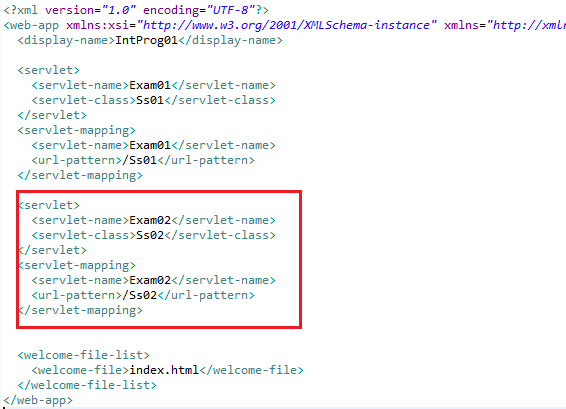 <?xml version="1.0" encoding="UTF-8"?>
<web-app xmlns:xsi="http://www.w3.org/2001/XMLSchema-instance" xmlns="http://xml
<display-name>IntProg01</display-name>
<servlet>
<servlet-name>Exam01</servlet-name>
<servlet-class>Ss01</servlet-class>
</servlet>
<servlet-mapping>
<servlet-name>Exam01</servlet-name>
<url-pattern>/Ss01</url-pattern>
</servlet-mapping>
<servlet>
<servlet-name>Exam02</servlet-name>
<servlet-class>Ss02</servlet-class>
</servlet>
<servlet-mapping>
<servlet-name>Exam02</servlet-name>
<url-pattern>/Ss02</url-pattern>
</servlet-mapping>
<welcome-file-list>
<welcome-file>index.html</welcome-file>
</welcome-file-list>
</web-app>